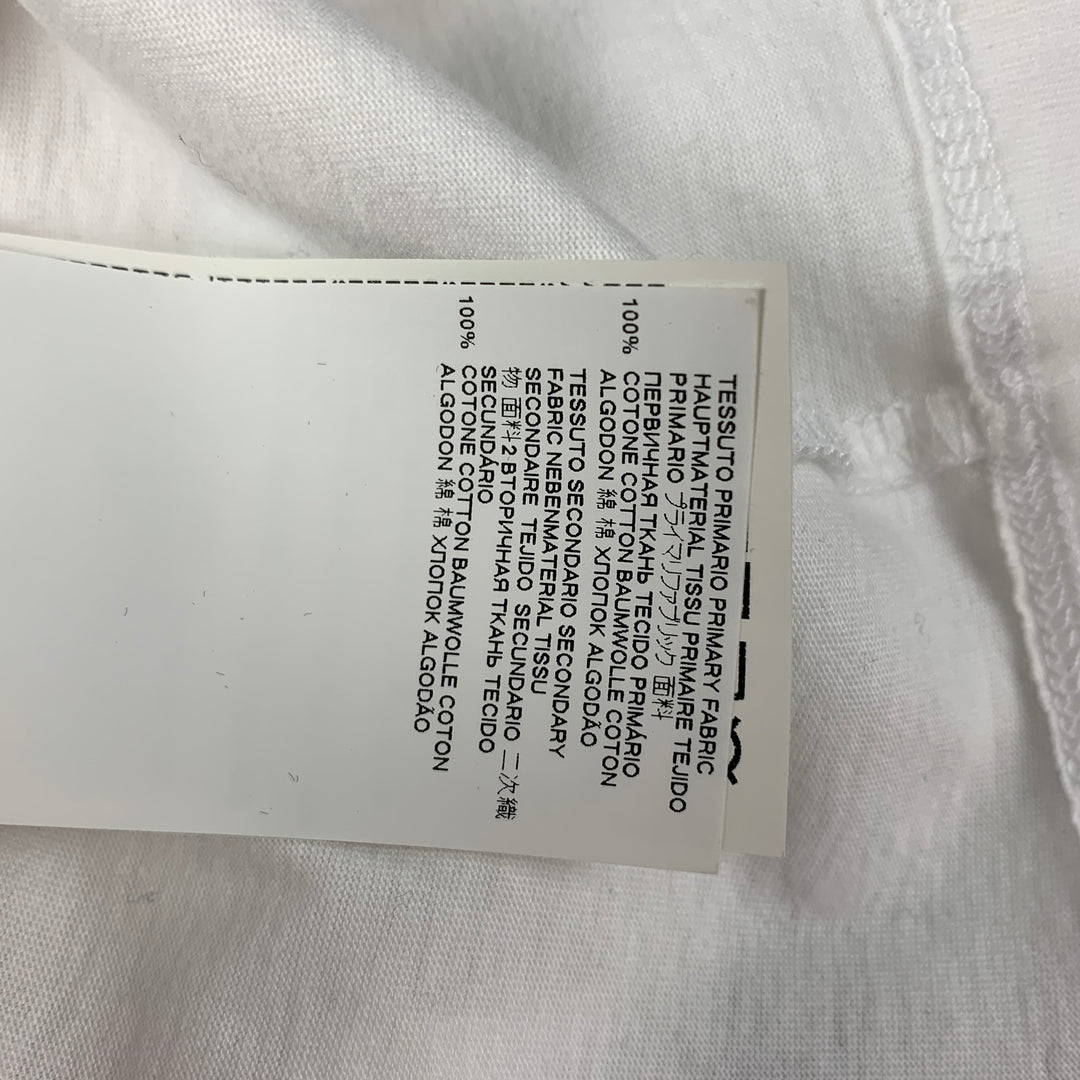 TESSUTO PRIMARIO PRIMARY FABRIC
HAUPTMATERIAL TISSU PRIMAIRE TEJIDO
PRIMARIO プライマリファブリック 面料
ПЕРВИЧНАЯ ТКАНЬ TECIDO PRIMÁRIO
100% COTONE COTTON BAUMWOLLE COTON
ALGODON 綿 棉 ХЛОПОК ALGODÃO
TESSUTO SECONDARIO SECONDARY
FABRIC NEBENMATERIAL TISSU
SECONDAIRE TEJIDO SECUNDARIO 二次織
物 面料2 ВТОРИЧНАЯ ТКАНЬ TECIDO
SECUNDÁRIO
100% COTONE COTTON BAUMWOLLE COTON
ALGODON 綿 棉 ХЛОПОК ALGODÃO